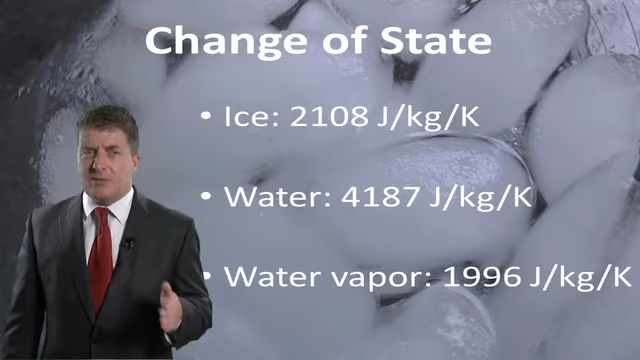 Change of State
• Ice: 2108 J/kg/K
• Water: 4187 J/kg/K
• Water vapor: 1996 J/kg/K